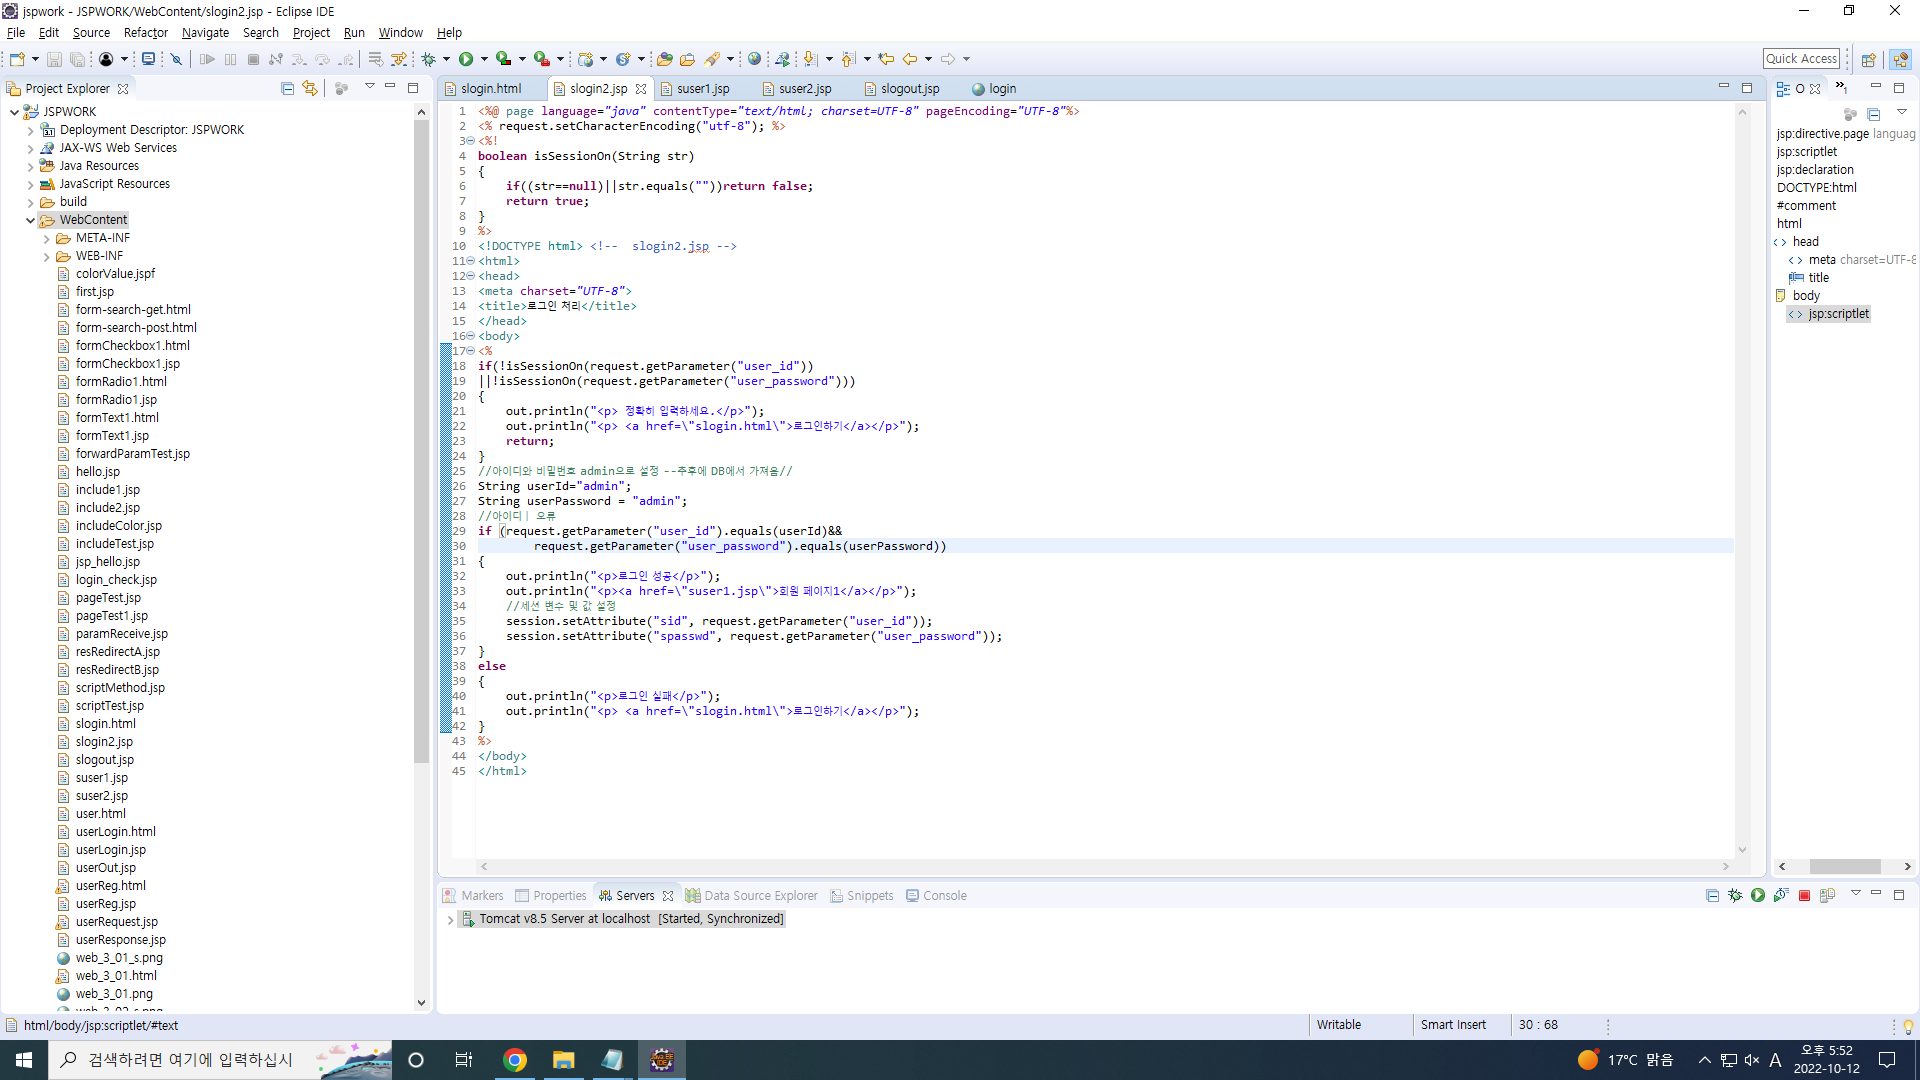 jspwork - JSPWORK/WebContent/slogin2.jsp - Eclipse IDE
File Edit Source Refactor Navigate Search Project Run Window Help
Quick Access
Project Explorer
JSPWORK
Deployment Descriptor: JSPWORK
JAX-WS Web Services
Java Resources
JavaScript Resources
build
WebContent
META-INF
WEB-INF
colorValue.jspf
first.jsp
form-search-get.html
form-search-post.html
formCheckbox1.html
formCheckbox1.jsp
formRadio1.html
formRadio1.jsp
formText1.html
formText1.jsp
forwardParamTest.jsp
hello.jsp
include1.jsp
include2.jsp
includeColor.jsp
includeTest.jsp
jsp_hello.jsp
login_check.jsp
pageTest.jsp
pageTest1.jsp
paramReceive.jsp
resRedirectA.jsp
resRedirectB.jsp
scriptMethod.jsp
scriptTest.jsp
slogin.html
slogin2.jsp
slogout.jsp
suser1.jsp
suser2.jsp
user.html
userLogin.html
userLogin.jsp
userOut.jsp
userReg.html
userReg.jsp
userRequest.jsp
userResponse.jsp
web_3_01_s.png
web_3_01.html
web_3_01.png
slogin.html slogin2.jsp suser1.jsp suser2.jsp slogout.jsp login
1 <%@ page language="java" contentType="text/html; charset=UTF-8" pageEncoding="UTF-8"%>
2 <% request.setCharacterEncoding("utf-8"); %>
3 <%!
4 boolean isSessionOn(String str)
5 {
6 if((str==null)||str.equals(""))return false;
7 return true;
8 }
9 %>
10 <!DOCTYPE html> <!--  slogin2.jsp -->
11 <html>
12 <head>
13 <meta charset="UTF-8">
14 <title>로그인 처리</title>
15 </head>
16 <body>
17 <%
18 if(!isSessionOn(request.getParameter("user_id"))
19 ||!isSessionOn(request.getParameter("user_password")))
20 {
21 out.println("<p> 정확히 입력하세요.</p>");
22 out.println("<p> <a href=\"slogin.html\">로그인하기</a></p>");
23 return;
24 }
25 //아이디와 비밀번호 admin으로 설정 --추후에 DB에서 가져옴//
26 String userId="admin";
27 String userPassword = "admin";
28 //아이디ㅣ 오류
29 if (request.getParameter("user_id").equals(userId)&&
30 request.getParameter("user_password").equals(userPassword))
31 {
32 out.println("<p>로그인 성공</p>");
33 out.println("<p><a href=\"suser1.jsp\">회원 페이지1</a></p>");
34 //세션 변수 및 값 설정
35 session.setAttribute("sid", request.getParameter("user_id"));
36 session.setAttribute("spasswd", request.getParameter("user_password"));
37 }
38 else
39 {
40 out.println("<p>로그인 실패</p>");
41 out.println("<p> <a href=\"slogin.html\">로그인하기</a></p>");
42 }
43 %>
44 </body>
45 </html>
O
jsp:directive.page languag
jsp:scriptlet
jsp:declaration
DOCTYPE:html
#comment
html
head
meta charset=UTF-8
title
body
jsp:scriptlet
Markers Properties Servers Data Source Explorer Snippets Console
Tomcat v8.5 Server at localhost [Started, Synchronized]
html/body/jsp:scriptlet/#text
Writable Smart Insert 30 : 68
검색하려면 여기에 입력하십시
17°C 맑음
A
오후 5:52
2022-10-12